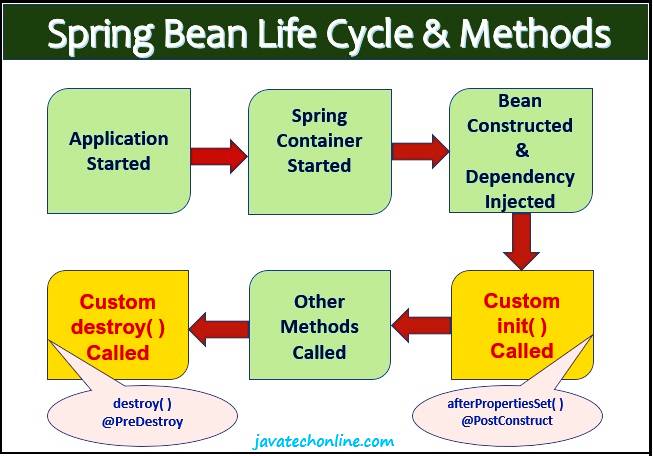 Spring Bean Life Cycle & Methods
Application
Started
Spring
Container
Started
Bean
Constructed
&
Dependency
Injected
Custom
destroy( )
Called
Other
Methods
Called
Custom
init( )
Called
destroy( )
@PreDestroy
afterPropertiesSet( )
@PostConstruct
javatechonline.com